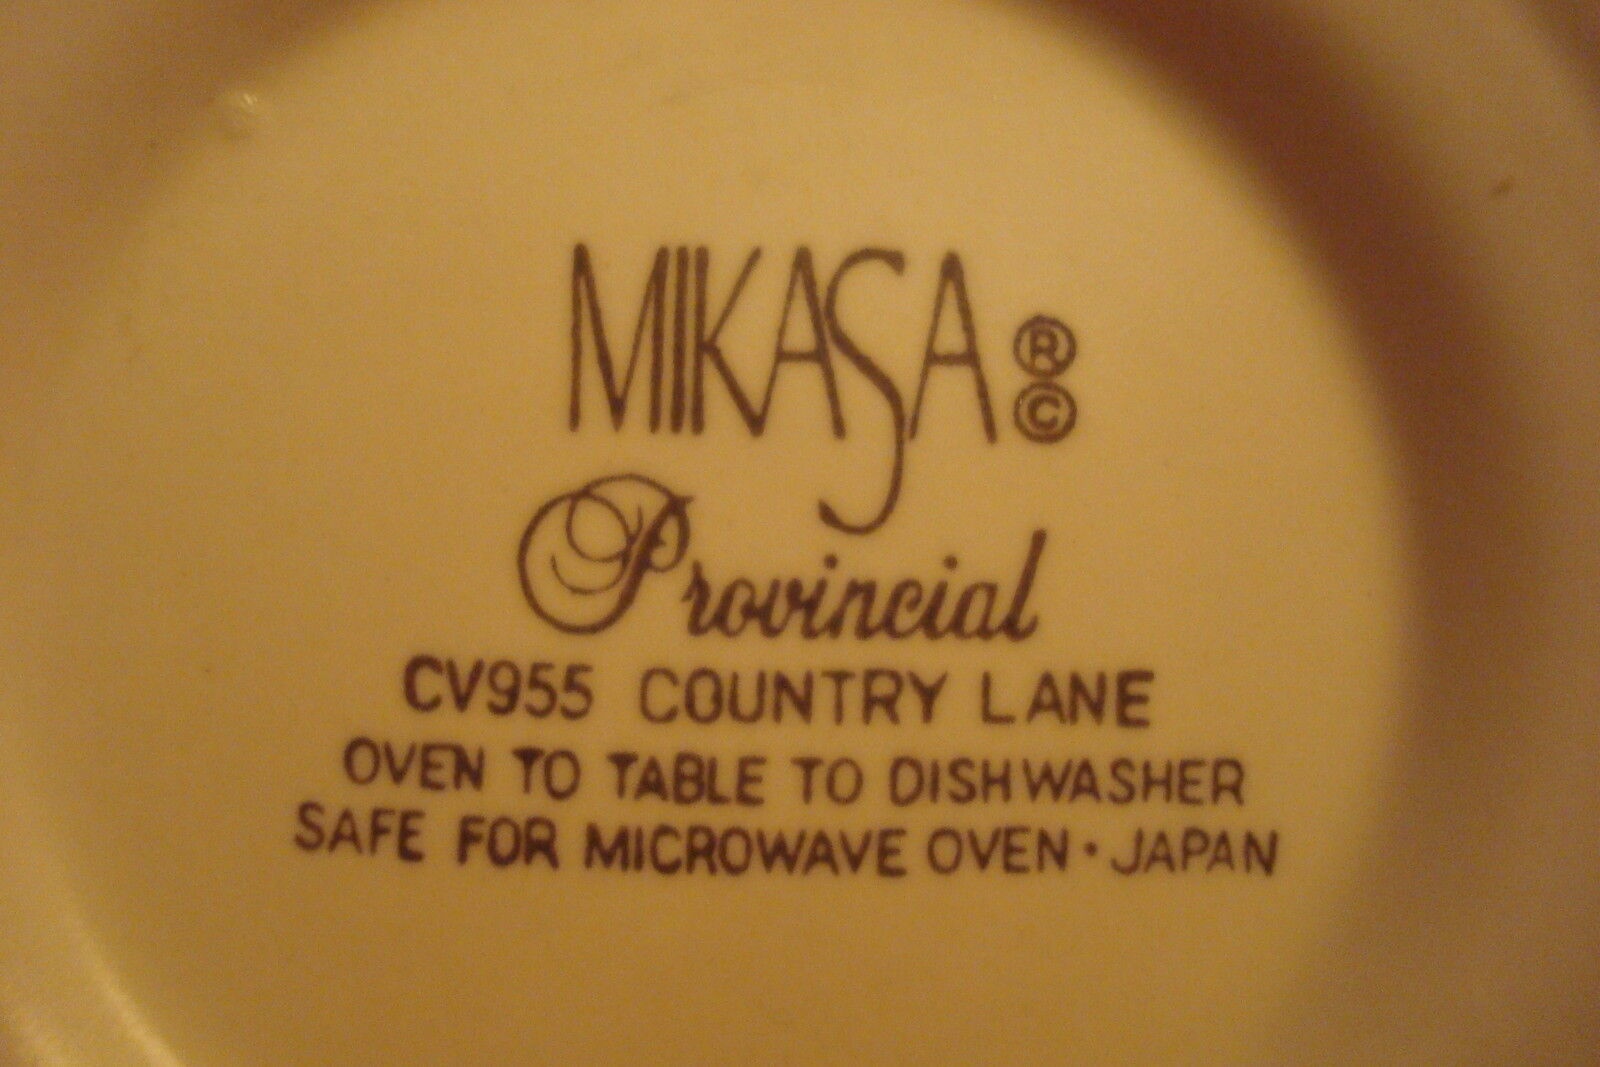 MIKASA ®©
Provincial
CV955 COUNTRY LANE
OVEN TO TABLE TO DISHWASHER
SAFE FOR MICROWAVE OVEN • JAPAN